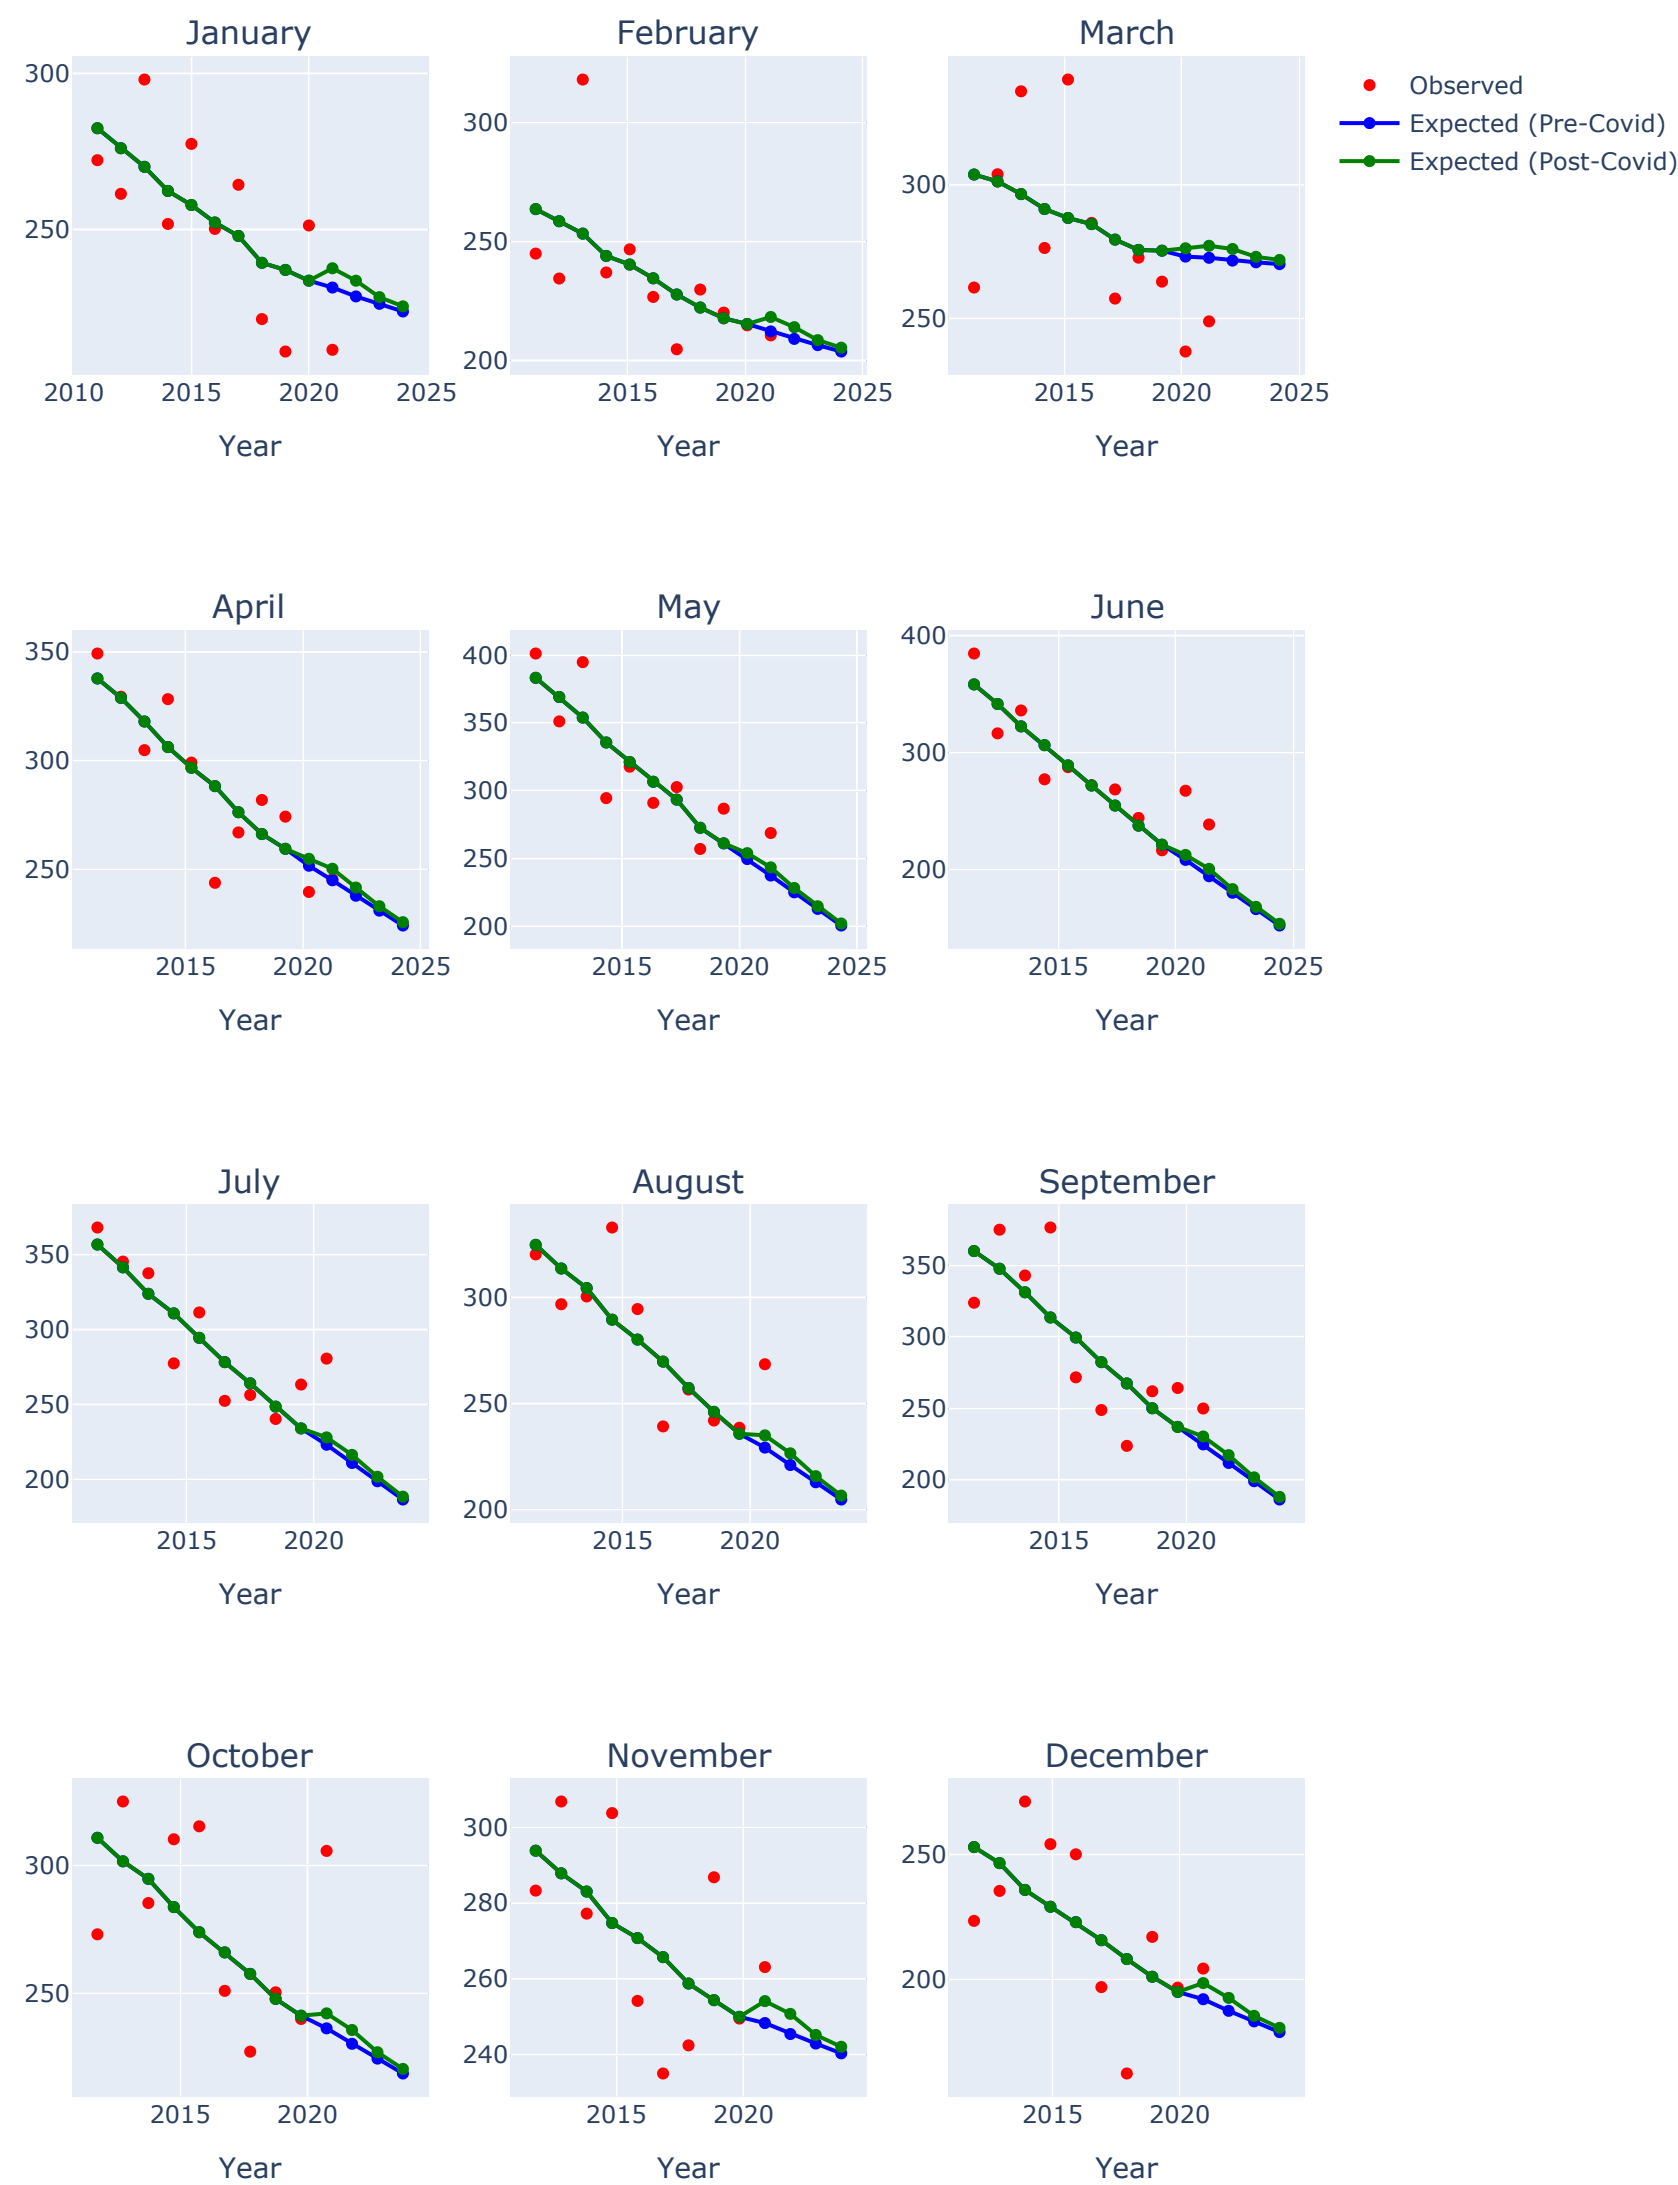 January
February
March
300
250
2010
2015
2020
2025
Year
300
250
200
2015
2020
2025
Year
300
250
2015
2020
2025
Year
Observed
Expected (Pre-Covid)
Expected (Post-Covid)
April
May
June
350
300
250
2015
2020
2025
Year
400
350
300
250
200
2015
2020
2025
Year
400
300
200
2015
2020
2025
Year
July
August
September
350
300
250
200
2015
2020
Year
300
250
200
2015
2020
Year
350
300
250
200
2015
2020
Year
October
November
December
300
250
2015
2020
Year
300
280
260
240
2015
2020
Year
250
200
2015
2020
Year